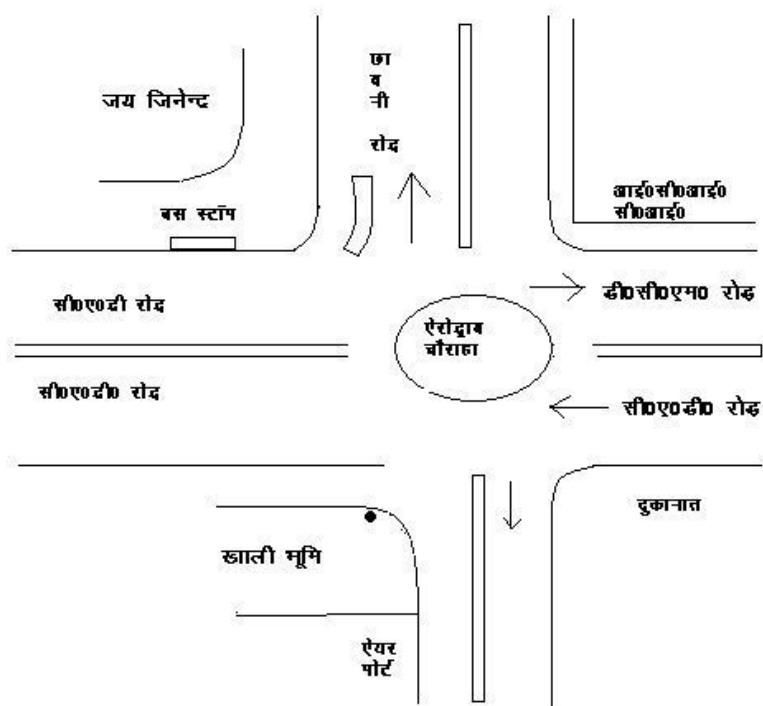 छा
व
नी
रोड
जय जिनेन्द्र
आई0सी0आई0
सी0आई0
बस स्टॉप
सी0ए0डी रोड
डी0सी0एम0 रोड़
ऐरोड्राम
चौराहा
सी0ए0डी0 रोड
सी0ए0डी0 रोड़
दुकानात
खाली भूमि
ऐयर
पोर्ट